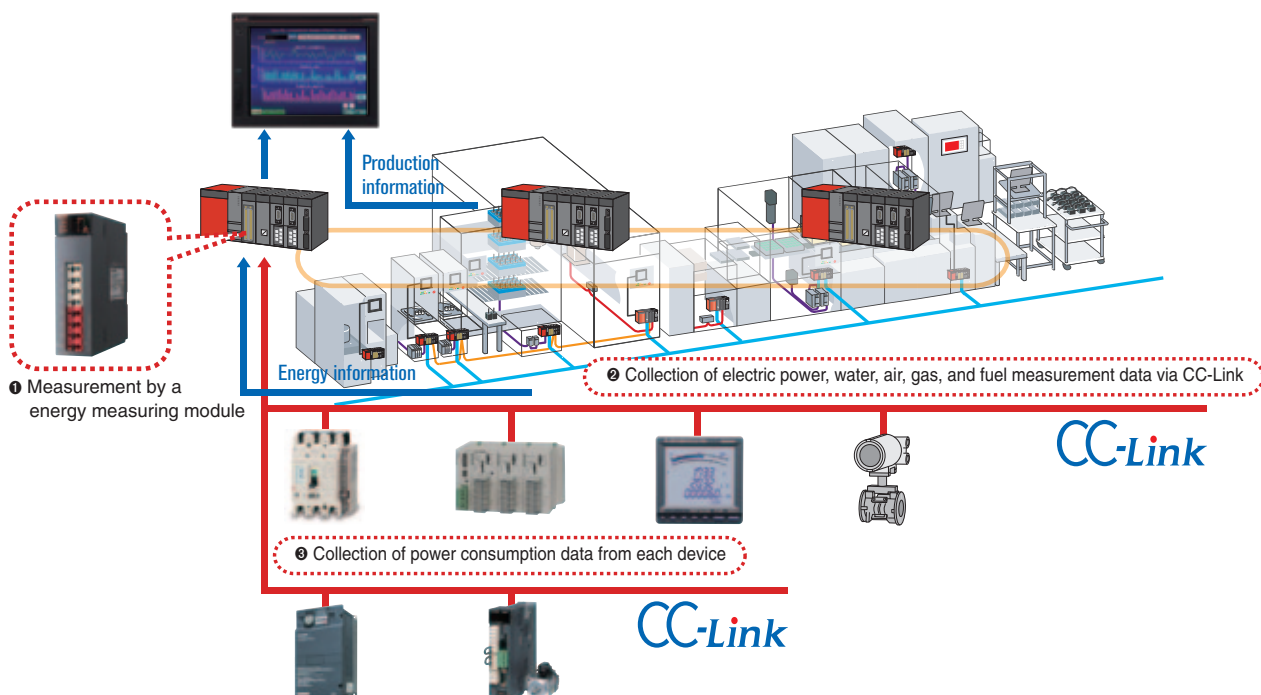 Production
information
❶ Measurement by a
energy measuring module
Energy information
❷ Collection of electric power, water, air, gas, and fuel measurement data via CC-Link
CC-Link
❸ Collection of power consumption data from each device
CC-Link